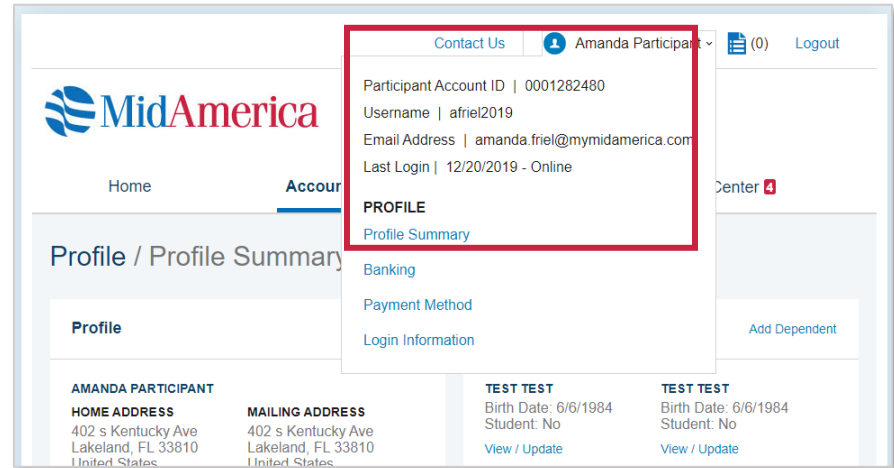 Contact Us Amanda Participant (0) Logout
Participant Account ID | 0001282480
Username | afriel2019
Email Address | amanda.friel@mymidamerica.com
Last Login | 12/20/2019 - Online
MidAmerica
Home Accour Center 4
PROFILE
Profile Summary
Banking
Payment Method
Login Information
Profile / Profile Summary
Profile Add Dependent
AMANDA PARTICIPANT
HOME ADDRESS
402 s Kentucky Ave
Lakeland, FL 33810
United States
MAILING ADDRESS
402 s Kentucky Ave
Lakeland, FL 33810
United States
TEST TEST
Birth Date: 6/6/1984
Student: No
View / Update
TEST TEST
Birth Date: 6/6/1984
Student: No
View / Update